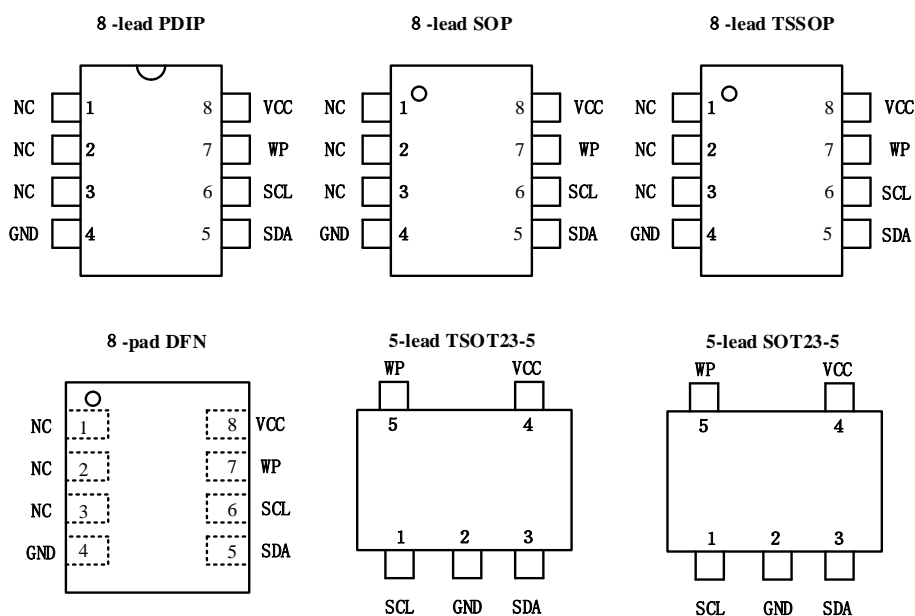 8 -lead PDIP 8 -lead SOP 8 -lead TSSOP
NC 1 8 VCC NC 1 8 VCC NC 1 8 VCC
NC 2 7 WP NC 2 7 WP NC 2 7 WP
NC 3 6 SCL NC 3 6 SCL NC 3 6 SCL
GND 4 5 SDA GND 4 5 SDA GND 4 5 SDA
8 -pad DFN 5-lead TSOT23-5 5-lead SOT23-5
WP VCC WP VCC
NC 1 8 VCC 5 4 5 4
NC 2 7 WP
NC 3 6 SCL
GND 4 5 SDA 1 2 3 1 2 3
SCL GND SDA SCL GND SDA